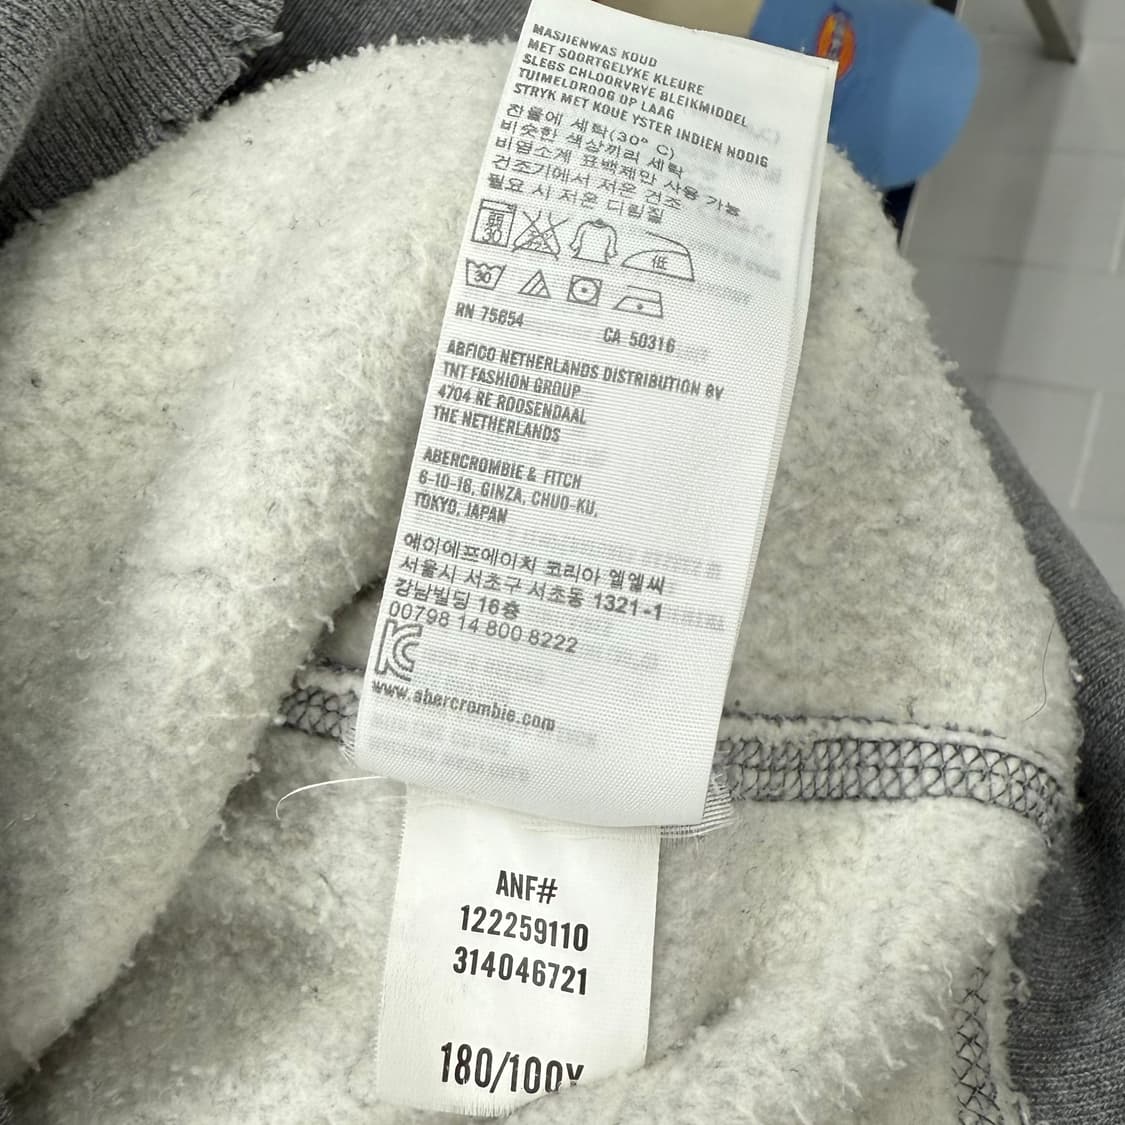 MASJIENWAS KOUD
MET SOORTGELYKE KLEURE
SLEGS CHLOORVRYE BLEIKMIDDEL
TUIMELDROOG OP LAAG
STRYK MET KOUE YSTER INDIEN NODIG
찬물에 세탁(30° C)
비슷한 색상끼리 세탁
비염소계 표백제만 사용 가능
건조기에서 저온 건조
필요 시 저온 다림질
弱 30 低
30
RN 75654 CA 50316
ABFICO NETHERLANDS DISTRIBUTION BV
TNT FASHION GROUP
4704 RE ROOSENDAAL
THE NETHERLANDS
ABERCROMBIE & FITCH
6-10-16, GINZA, CHUO-KU,
TOKYO, JAPAN
에이에프에이치 코리아 엘엘씨
서울시 서초구 서초동 1321-1
강남빌딩 16층
00798 14 800 8222
KC
www.abercrombie.com
ANF#
122259110
314046721
180/100Y